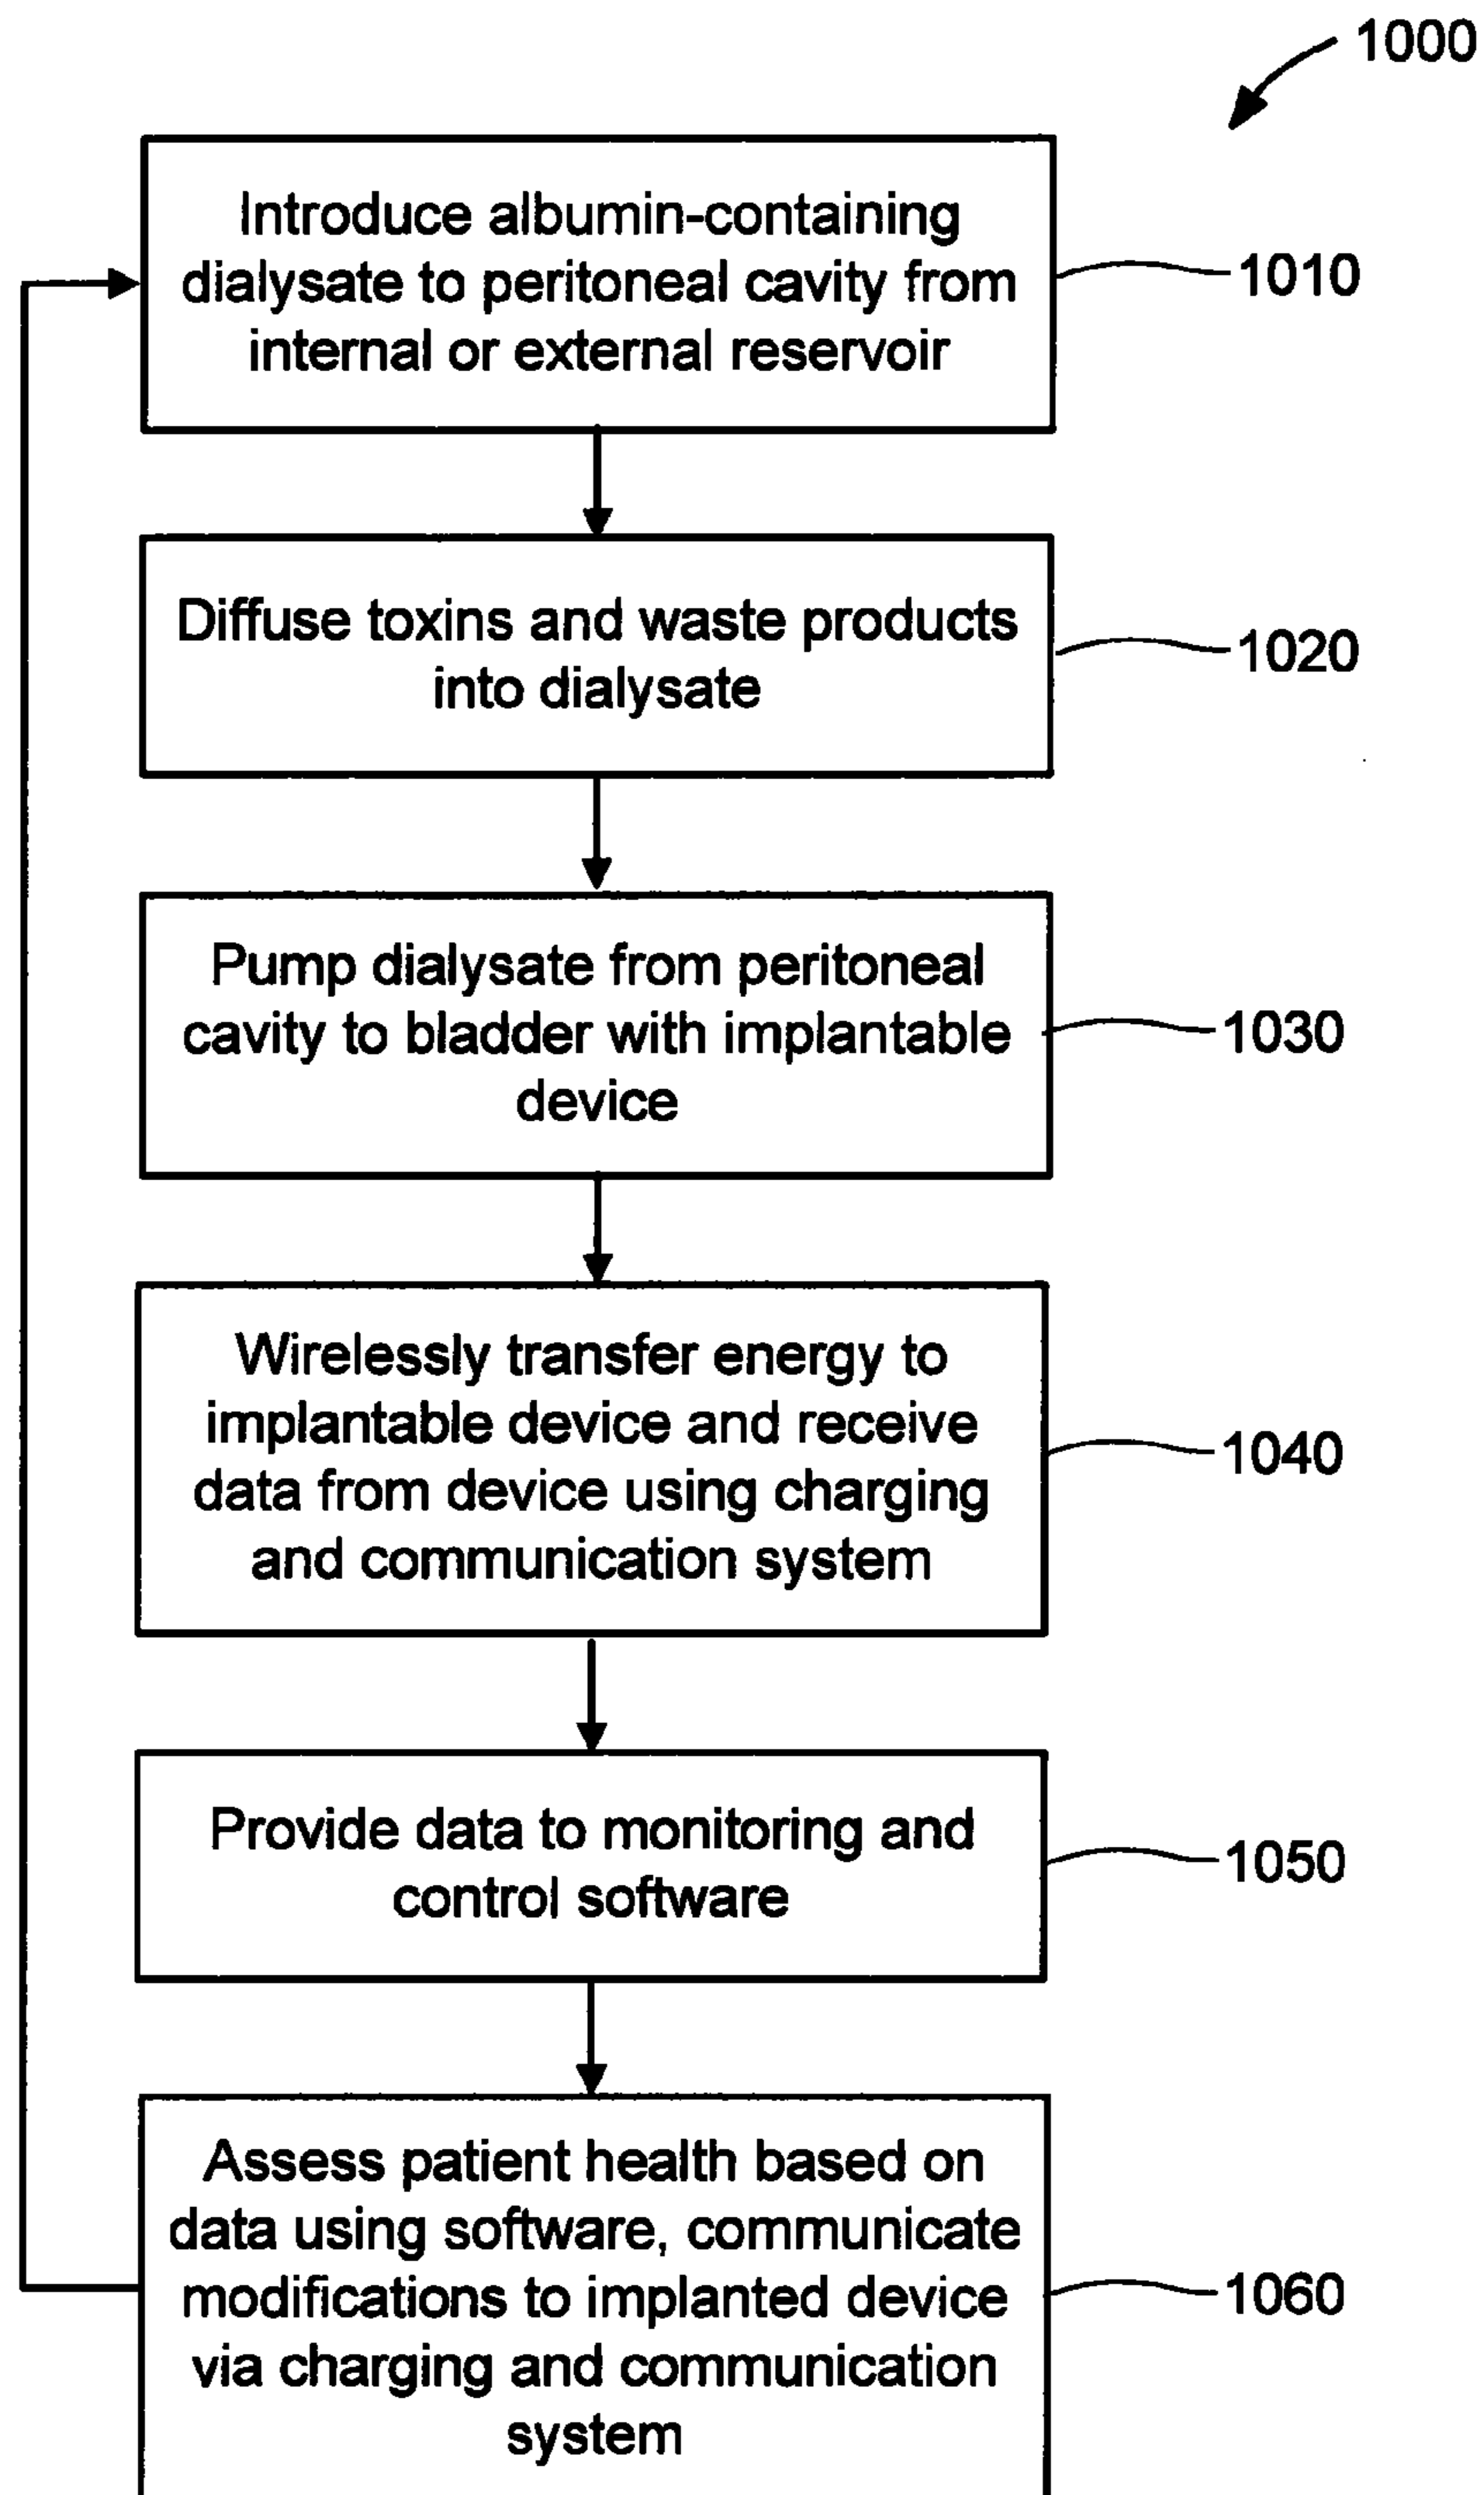 1000
Introduce albumin-containing
dialysate to peritoneal cavity from
internal or external reservoir
1010
Diffuse toxins and waste products
into dialysate
1020
Pump dialysate from peritoneal
cavity to bladder with implantable
device
1030
Wirelessly transfer energy to
implantable device and receive
data from device using charging
and communication system
1040
Provide data to monitoring and
control software
1050
Assess patient health based on
data using software, communicate
modifications to implanted device
via charging and communication
system
1060